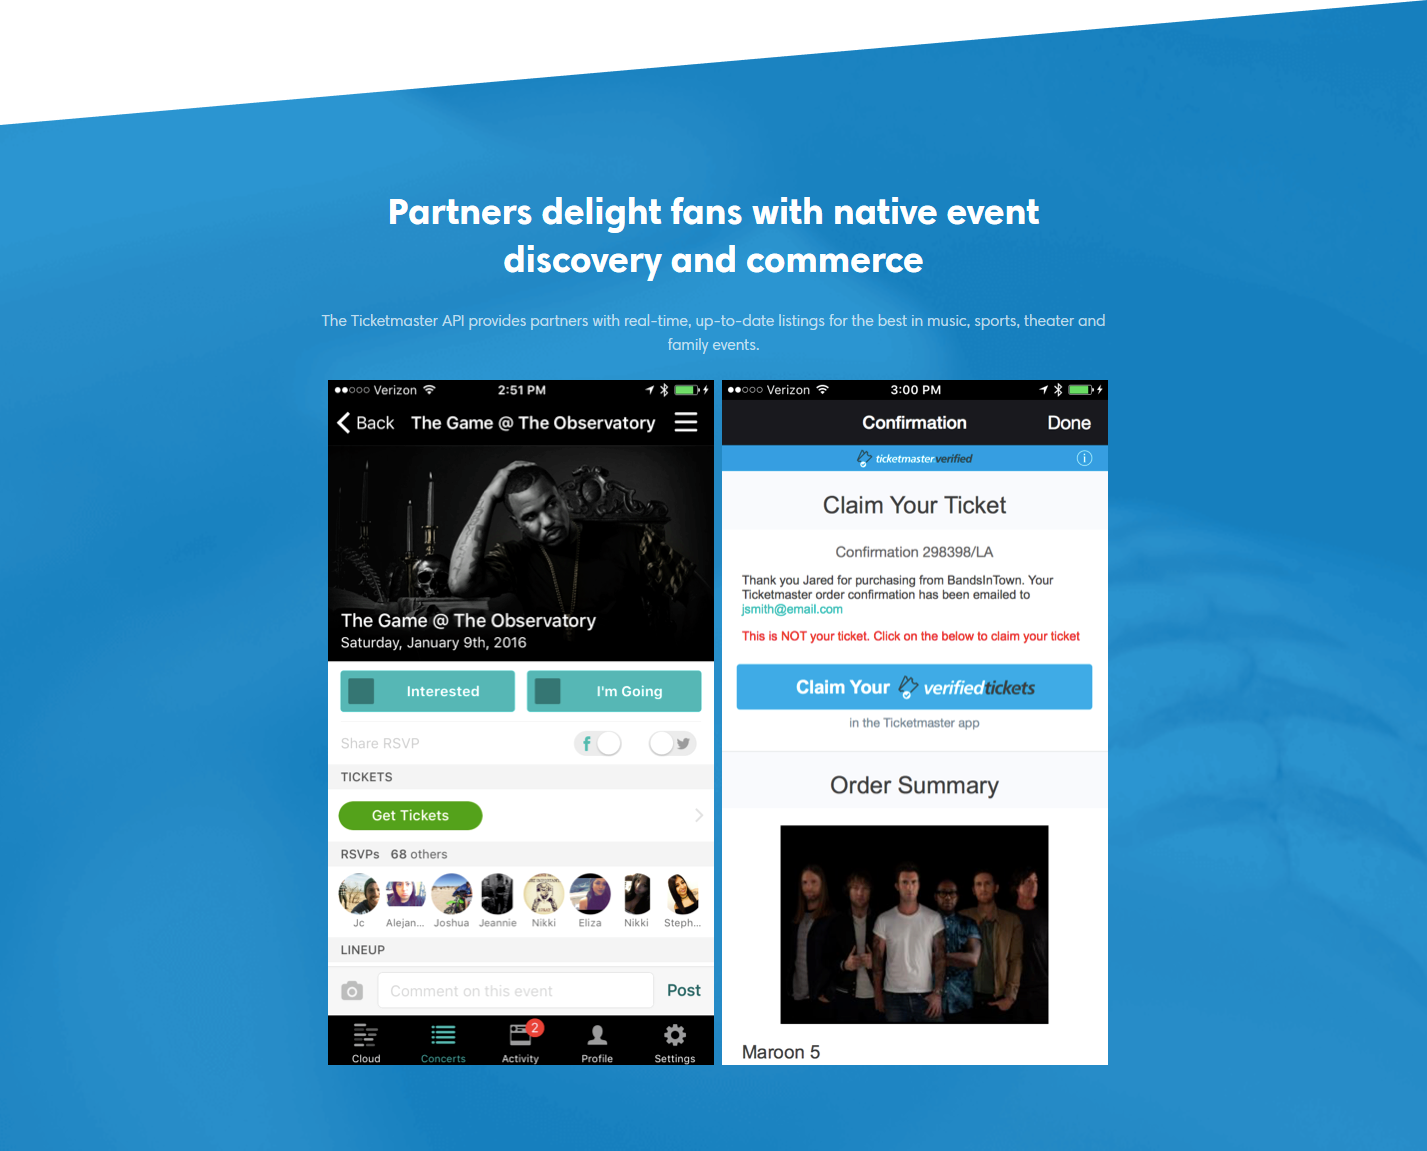 Partners delight fans with native event
discovery and commerce
The Ticketmaster API provides partners with real-time, up-to-date listings for the best in music, sports, theater and
family events.
Verizon 2:51 PM
Back The Game @ The Observatory
The Game @ The Observatory
Saturday, January 9th, 2016
Interested I'm Going
Share RSVP
TICKETS
Get Tickets
RSVPs 68 others
Jc Alejan... Joshua Jeannie Nikki Eliza Nikki Steph...
LINEUP
Comment on this event Post
2
Cloud Concerts Activity Profile Settings
Verizon 3:00 PM
Confirmation Done
ticketmaster verified
Claim Your Ticket
Confirmation 298398/LA
Thank you Jared for purchasing from BandsInTown. Your
Ticketmaster order confirmation has been emailed to
jsmith@email.com
This is NOT your ticket. Click on the below to claim your ticket
Claim Your verifiedtickets
in the Ticketmaster app
Order Summary
Maroon 5